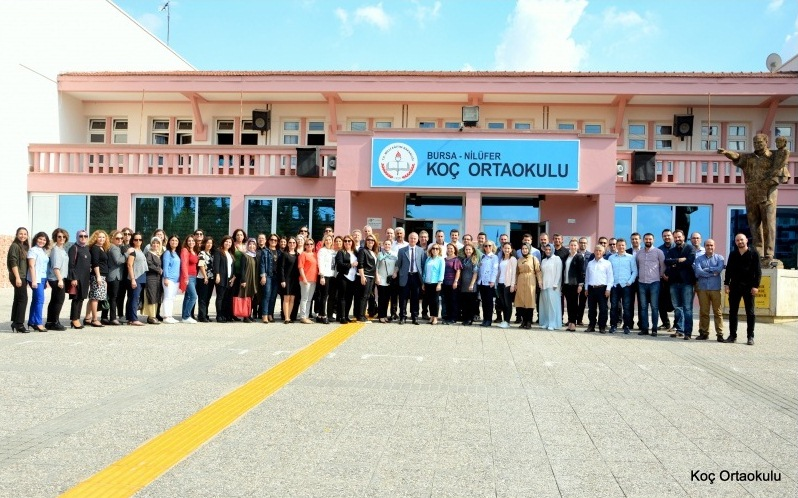 BURSA - NİLÜFER
KOÇ ORTAOKULU
Koç Ortaokulu